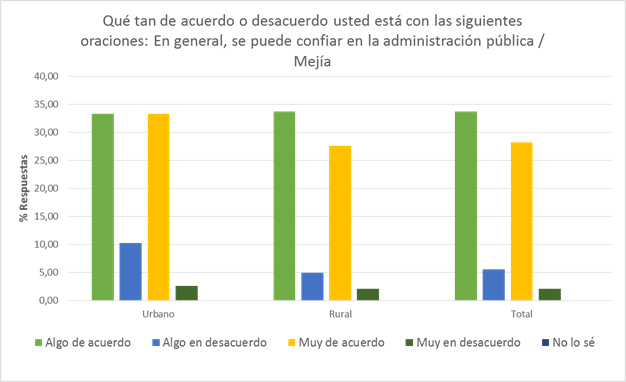 Qué tan de acuerdo o desacuerdo usted está con las siguientes
oraciones: En general, se puede confiar en la administración pública /
Mejía
40,00
35,00
30,00
25,00
20,00
15,00
10,00
5,00
0,00
% Respuestas
Urbano Rural Total
Algo de acuerdo Algo en desacuerdo Muy de acuerdo Muy en desacuerdo No lo sé